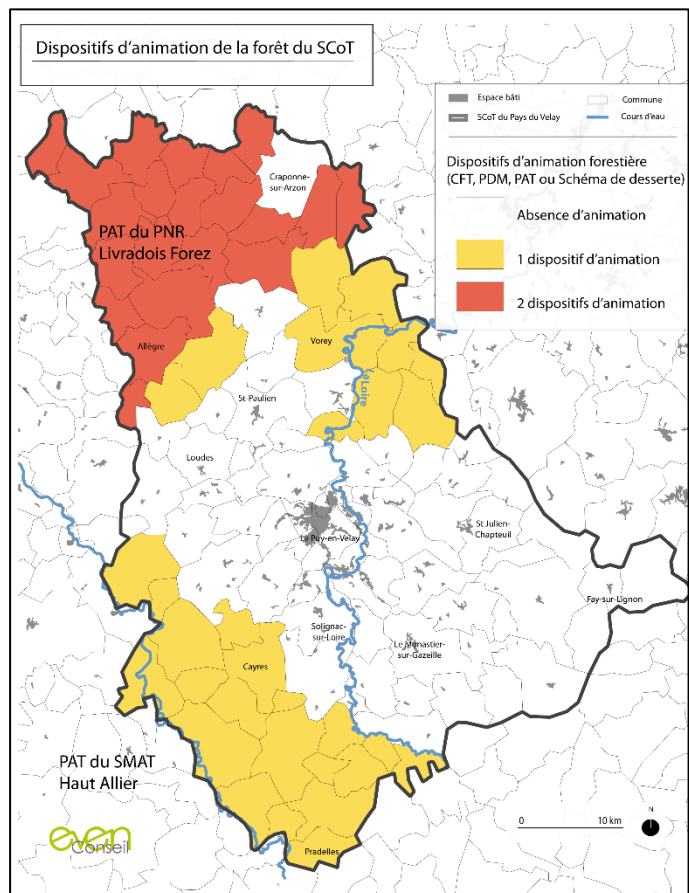 Dispositifs d'animation de la forêt du SCoT
Espace bâti
Commune
SCoT du Pays du Velay
Cours d'eau
Dispositifs d'animation forestière
(CFT, PDM, PAT ou Schéma de desserte)
Absence d'animation
1 dispositif d'animation
2 dispositifs d'animation
Craponne-
sur-Arzon
PAT du PNR
Livradois Forez
Allègre
Vorey
La Loire
St-Paulien
Loudes
Le Puy-en-Velay
St Julien-
Chapteuil
Fay-sur-Lignon
Solignac-
sur-Loire
Le Monastier-
sur-Gazeille
Cayres
PAT du SMAT
Haut Allier
Pradelles
even
Conseil
0 10 km
N